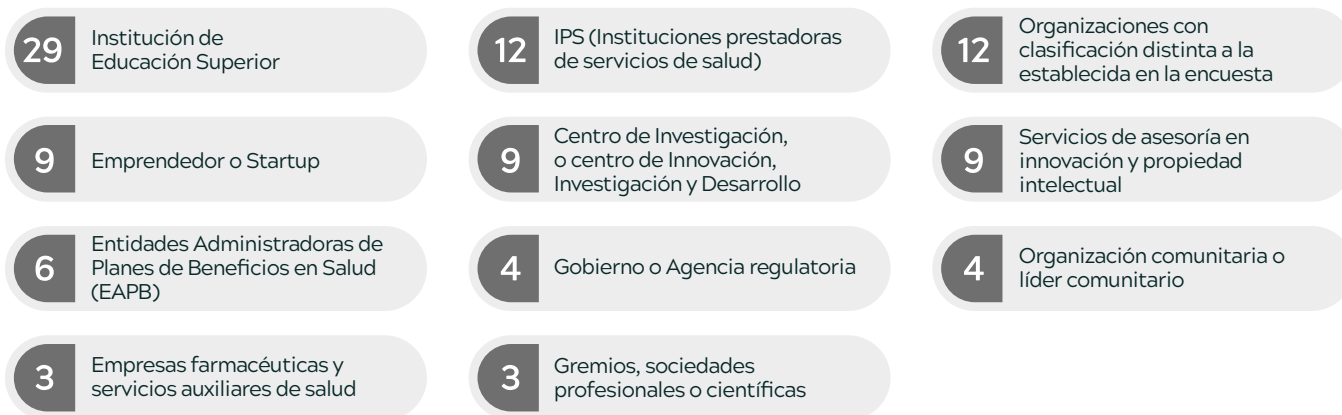 29
Institución de
Educación Superior
12
IPS (Instituciones prestadoras
de servicios de salud)
12
Organizaciones con
clasificación distinta a la
establecida en la encuesta
9
Emprendedor o Startup
9
Centro de Investigación,
o centro de Innovación,
Investigación y Desarrollo
9
Servicios de asesoría en
innovación y propiedad
intelectual
6
Entidades Administradoras de
Planes de Beneficios en Salud
(EAPB)
4
Gobierno o Agencia regulatoria
4
Organización comunitaria o
líder comunitario
3
Empresas farmacéuticas y
servicios auxiliares de salud
3
Gremios, sociedades
profesionales o científicas